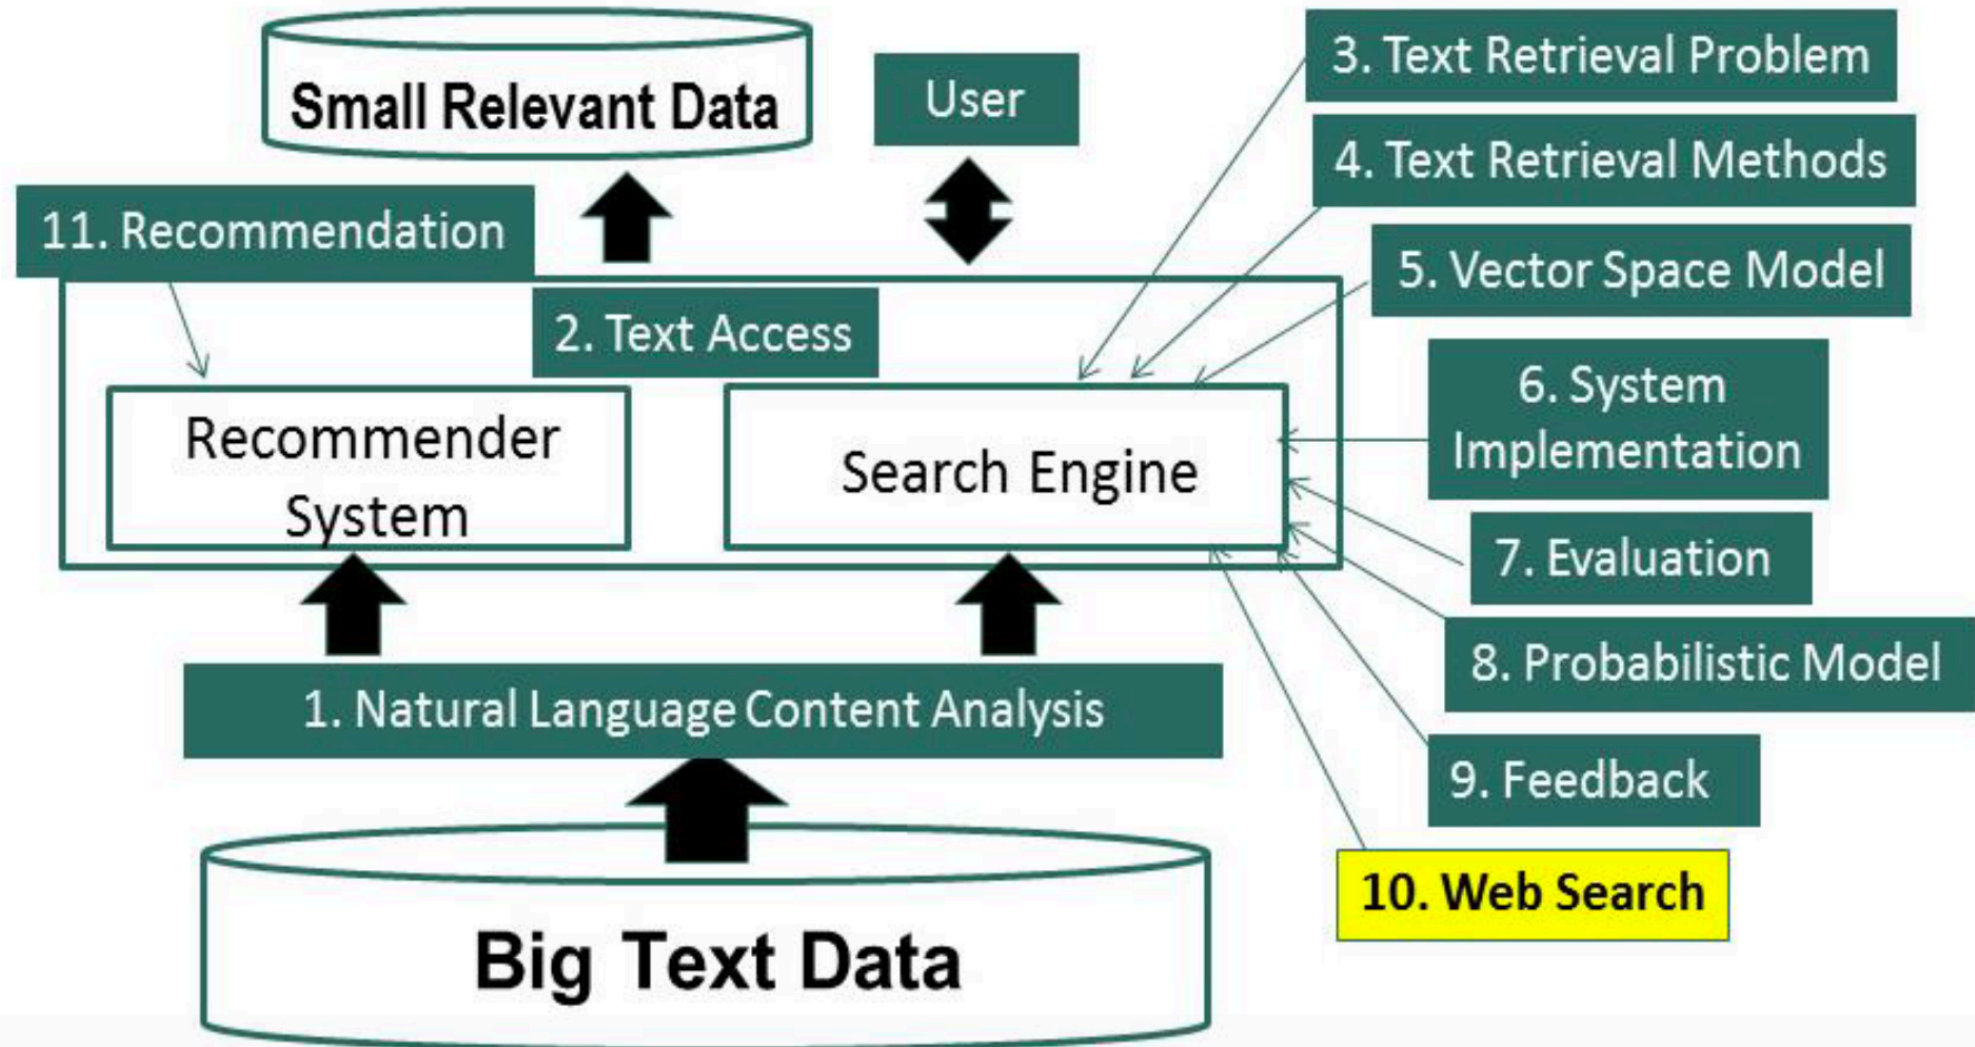 Small Relevant Data
User
3. Text Retrieval Problem
4. Text Retrieval Methods
11. Recommendation
5. Vector Space Model
2. Text Access
6. System
Implementation
Recommender
System
Search Engine
7. Evaluation
8. Probabilistic Model
1. Natural Language Content Analysis
9. Feedback
10. Web Search
Big Text Data